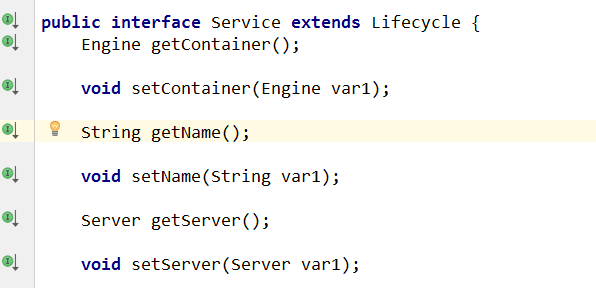 public interface Service extends Lifecycle {
Engine getContainer();
void setContainer(Engine var1);
String getName();
void setName(String var1);
Server getServer();
void setServer(Server var1);